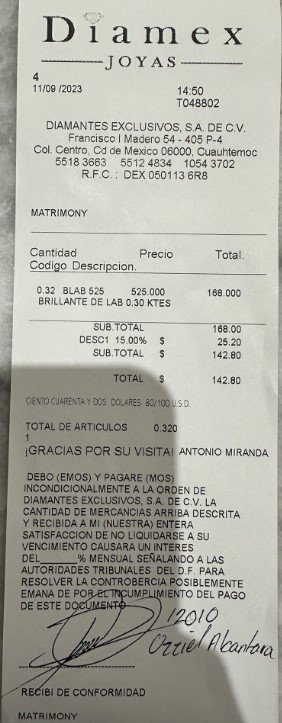 Diamex
JOYAS
4
11/09 /2023 14:50
T048802
DIAMANTES EXCLUSIVOS, S.A. DE C.V.
Francisco I Madero 54 - 405 P-4
Col. Centro, Cd de Mexico 06000, Cuauhtemoc
5518 3663 5512 4834 1054 3702
R.F.C. : DEX 050113 6R8
MATRIMONY
Cantidad Precio Total.
Codigo Descripcion.
0.32 BLAB 525 525.000 168.000
BRILLANTE DE LAB 0.30 KTES
SUB.TOTAL 168.00
DESC1 15.00% $ 25.20
SUB.TOTAL $ 142.80
TOTAL $ 142.80
CIENTO CUARENTA Y DOS DOLARES 80/100 U.S.D.
TOTAL DE ARTICULOS 0.320
1
¡GRACIAS POR SU VISITA! ANTONIO MIRANDA
DEBO (EMOS) Y PAGARE (MOS)
INCONDICIONALMENTE A LA ORDEN DE
DIAMANTES EXCLUSIVOS, S.A. DE C.V. LA
CANTIDAD DE MERCANCIAS ARRIBA DESCRITA
Y RECIBIDA A MI (NUESTRA) ENTERA
SATISFACCION DE NO LIQUIDARSE A SU
VENCIMIENTO CAUSARA UN INTERES
DEL______% MENSUAL SEÑALANDO A LAS
AUTORIDADES TRIBUNALES DEL D.F. PARA
RESOLVER LA CONTROBERCIA POSIBLEMENTE
EMANA DE POR EL INCUMPLIMIENTO DEL PAGO
DE ESTE DOCUMENTO
12010
Uzziel Alcantara
RECIBI DE CONFORMIDAD
MATRIMONY